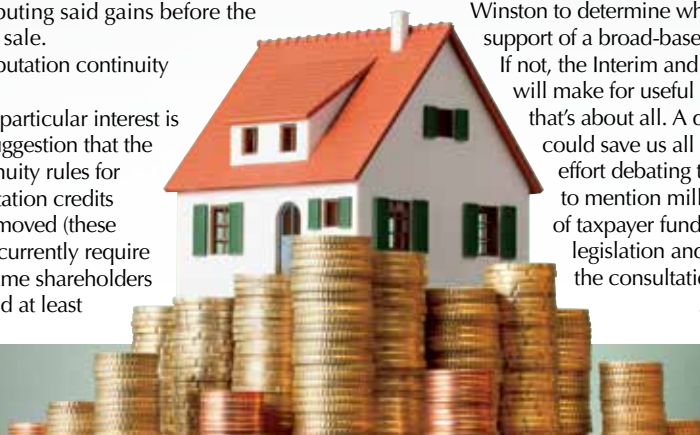 buting said gains before the
sale.
putation continuity
particular interest is
ggestion that the
nuity rules for
tation credits
moved (these
currently require
me shareholders
d at least
Winston to determine wh
support of a broad-base
If not, the Interim and
will make for useful
that's about all. A c
could save us all
effort debating t
to mention mill
of taxpayer fund
legislation and
the consultati